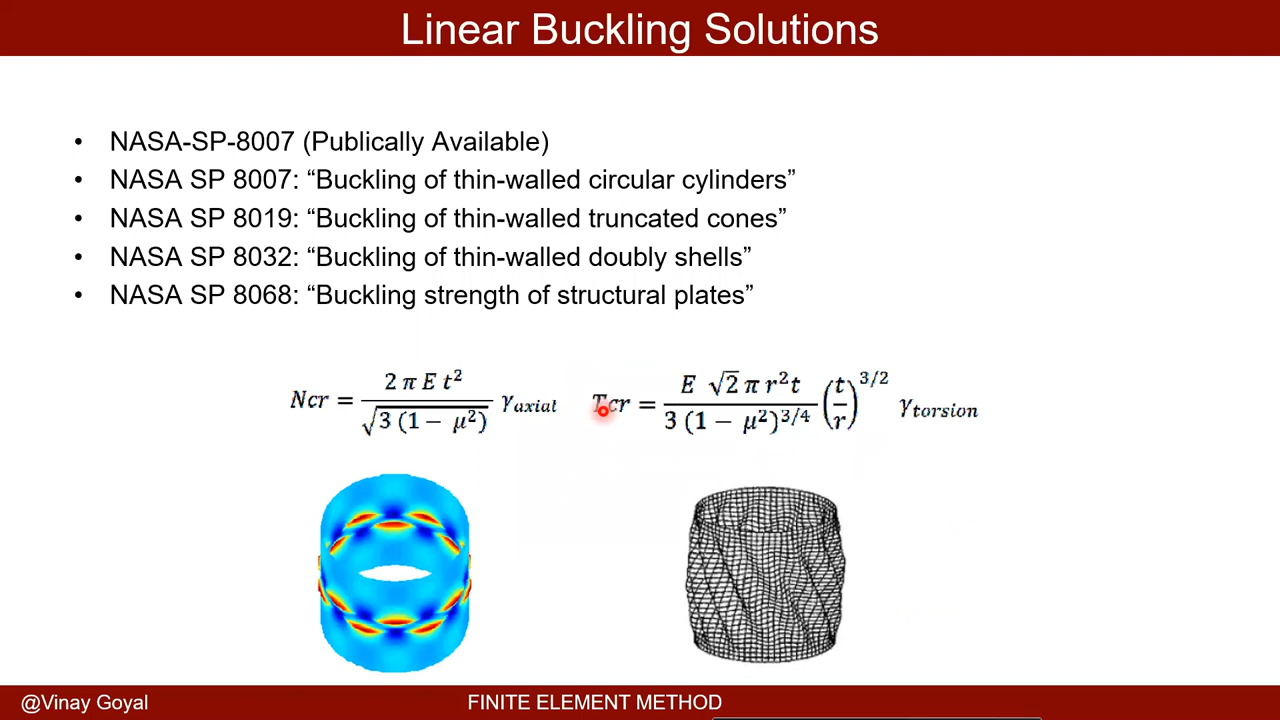 Linear Buckling Solutions
• NASA-SP-8007 (Publically Available)
• NASA SP 8007: “Buckling of thin-walled circular cylinders”
• NASA SP 8019: “Buckling of thin-walled truncated cones”
• NASA SP 8032: “Buckling of thin-walled doubly shells”
• NASA SP 8068: “Buckling strength of structural plates”
Ncr = 2 π E t² / √3 (1 − μ²) γaxial
Tcr = E √2 π r² t / 3 (1 − μ²)^3/4 (t/r)^3/2 γtorsion
@Vinay Goyal
FINITE ELEMENT METHOD